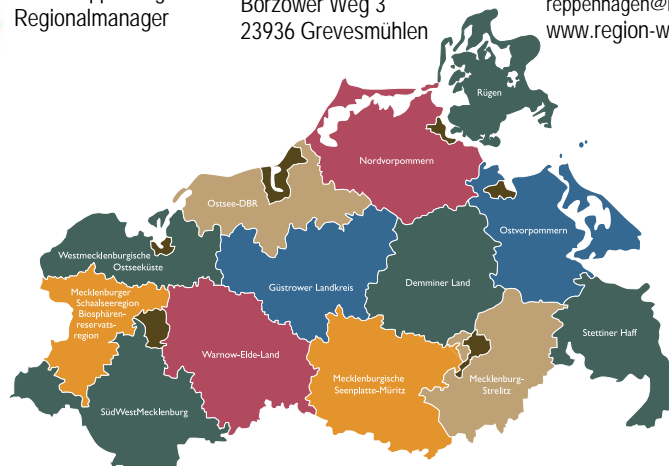 Regionalmanager
Borzower Weg 3
23936 Grevesmühlen
www.region-w
Rügen
Nordvorpommern
Ostsee-DBR
Ostvorpommern
Westmecklenburgische
Ostseeküste
Güstrower Landkreis
Demminer Land
Mecklenburger
Schaalseeregion
Biosphären-
reservats-
region
Stettiner Haff
Warnow-Elde-Land
Mecklenburgische
Seenplatte-Müritz
Mecklenburg-
Strelitz
SüdWestMecklenburg